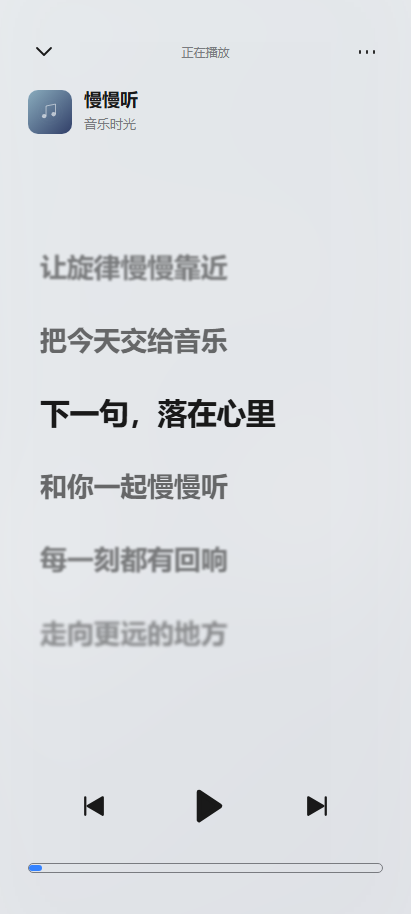 正在播放
慢慢听
音乐时光
让旋律慢慢靠近
把今天交给音乐
下一句，落在心里
和你一起慢慢听
每一刻都有回响
走向更远的地方